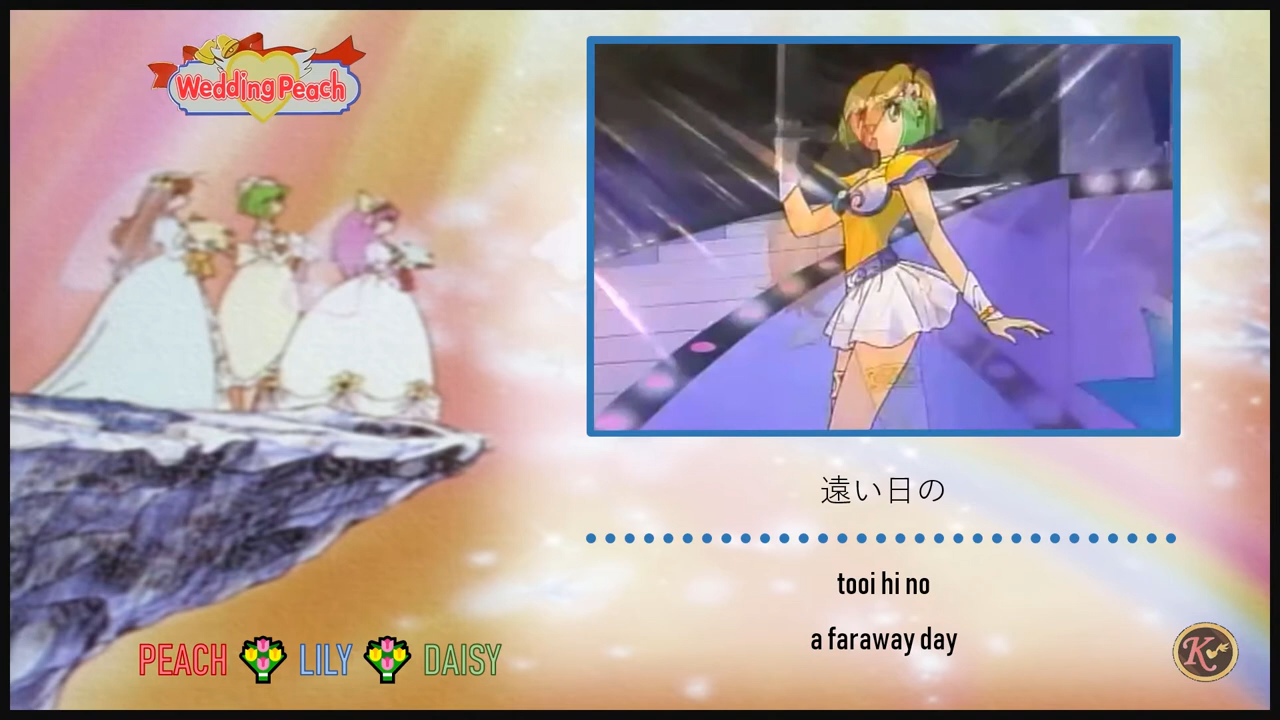 Wedding Peach
遠い日の
tooi hi no
a faraway day
PEACH LILY DAISY
K